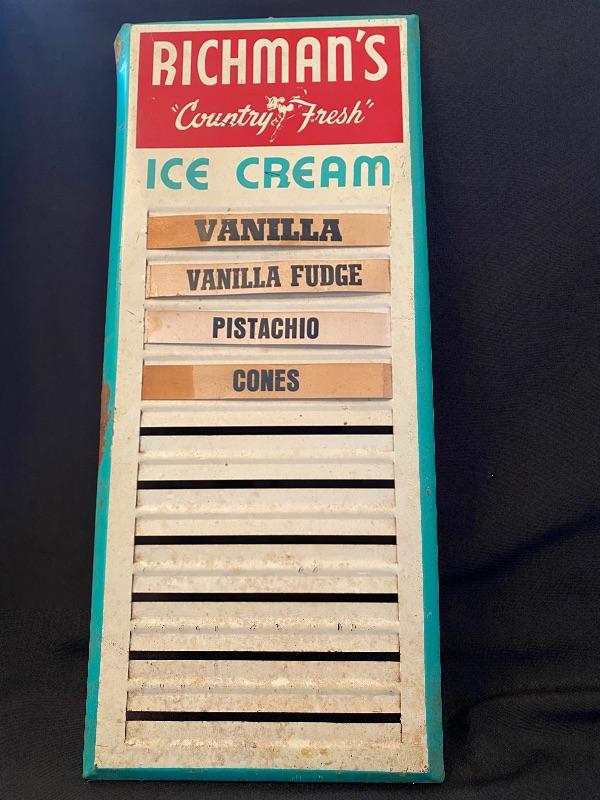 RICHMAN'S
"Country Fresh"
ICE CREAM
VANILLA
VANILLA FUDGE
PISTACHIO
CONES